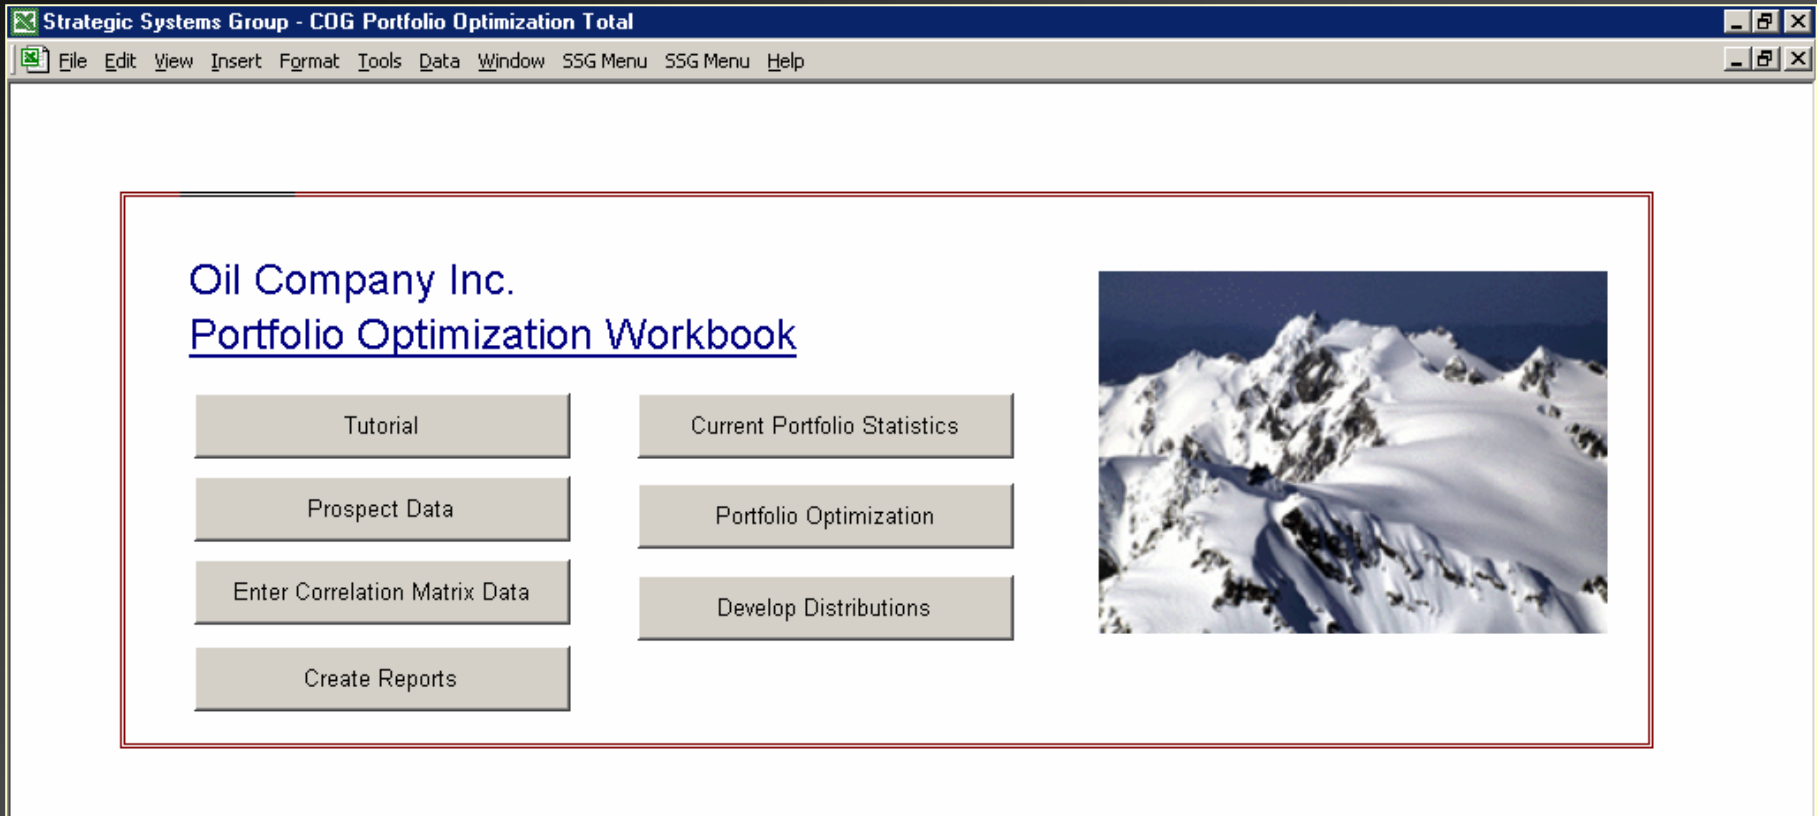 Strategic Systems Group - COG Portfolio Optimization Total
File Edit View Insert Format Tools Data Window SSG Menu SSG Menu Help
Oil Company Inc.
Portfolio Optimization Workbook
Tutorial
Current Portfolio Statistics
Prospect Data
Portfolio Optimization
Enter Correlation Matrix Data
Develop Distributions
Create Reports